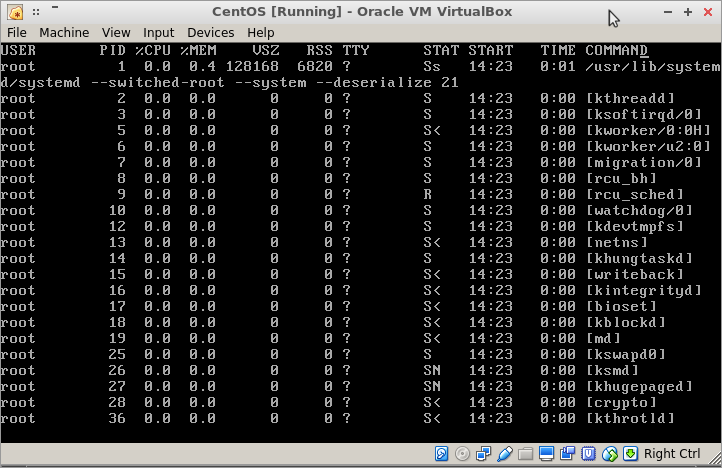 CentOS [Running] - Oracle VM VirtualBox
File Machine View Input Devices Help
USER PID %CPU %MEM VSZ RSS TTY STAT START TIME COMMAND
root 1 0.0 0.4 128168 6820 ? Ss 14:23 0:01 /usr/lib/system
d/systemd --switched-root --system --deserialize 21
root 2 0.0 0.0 0 0 ? S 14:23 0:00 [kthreadd]
root 3 0.0 0.0 0 0 ? S 14:23 0:00 [ksoftirqd/0]
root 5 0.0 0.0 0 0 ? S< 14:23 0:00 [kworker/0:0H]
root 6 0.0 0.0 0 0 ? S 14:23 0:00 [kworker/u2:0]
root 7 0.0 0.0 0 0 ? S 14:23 0:00 [migration/0]
root 8 0.0 0.0 0 0 ? S 14:23 0:00 [rcu_bh]
root 9 0.0 0.0 0 0 ? R 14:23 0:00 [rcu_sched]
root 10 0.0 0.0 0 0 ? S 14:23 0:00 [watchdog/0]
root 12 0.0 0.0 0 0 ? S 14:23 0:00 [kdevtmpfs]
root 13 0.0 0.0 0 0 ? S< 14:23 0:00 [netns]
root 14 0.0 0.0 0 0 ? S 14:23 0:00 [khungtaskd]
root 15 0.0 0.0 0 0 ? S< 14:23 0:00 [writeback]
root 16 0.0 0.0 0 0 ? S< 14:23 0:00 [kintegrityd]
root 17 0.0 0.0 0 0 ? S< 14:23 0:00 [bioset]
root 18 0.0 0.0 0 0 ? S< 14:23 0:00 [kblockd]
root 19 0.0 0.0 0 0 ? S< 14:23 0:00 [md]
root 25 0.0 0.0 0 0 ? S 14:23 0:00 [kswapd0]
root 26 0.0 0.0 0 0 ? SN 14:23 0:00 [ksmd]
root 27 0.0 0.0 0 0 ? SN 14:23 0:00 [khugepaged]
root 28 0.0 0.0 0 0 ? S< 14:23 0:00 [crypto]
root 36 0.0 0.0 0 0 ? S< 14:23 0:00 [kthrotld]
Right Ctrl